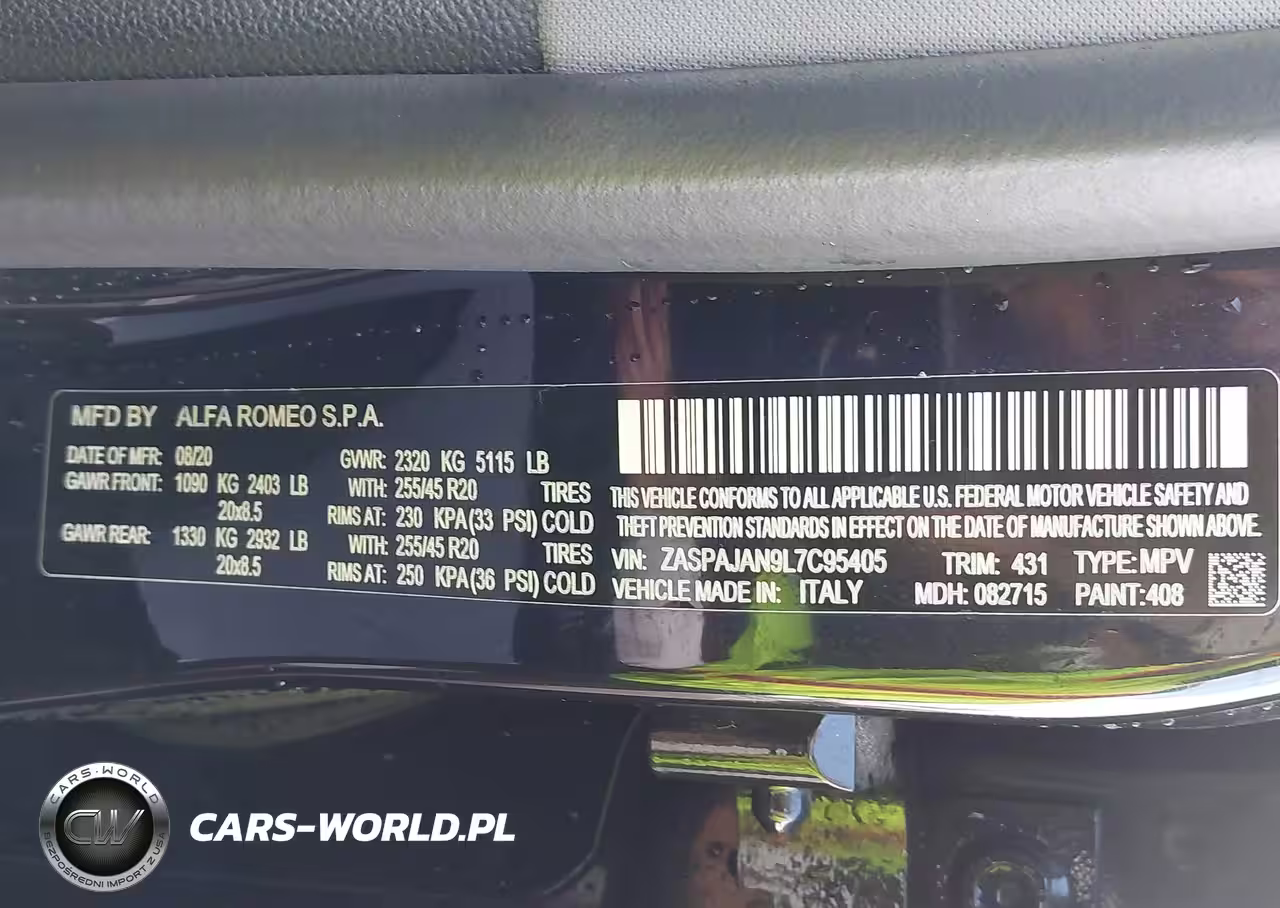 MFD BY ALFA ROMEO S.P.A.
DATE OF MFR: 08/20 GVWR: 2320 KG 5115 LB
GAWR FRONT: 1090 KG 2403 LB WITH: 255/45 R20 TIRES
20x8.5 RIMS AT: 230 KPA (33 PSI) COLD
GAWR REAR: 1330 KG 2932 LB WITH: 255/45 R20 TIRES
20x8.5 RIMS AT: 250 KPA (36 PSI) COLD
THIS VEHICLE CONFORMS TO ALL APPLICABLE U.S. FEDERAL MOTOR VEHICLE SAFETY AND
THEFT PREVENTION STANDARDS IN EFFECT ON THE DATE OF MANUFACTURE SHOWN ABOVE.
VIN: ZASPAJAN9L7C95405 TRIM: 431 TYPE: MPV
VEHICLE MADE IN: ITALY MDH: 082715 PAINT: 408
CARS-WORLD
CW
BEZPOŚREDNI IMPORT Z USA
CARS-WORLD.PL